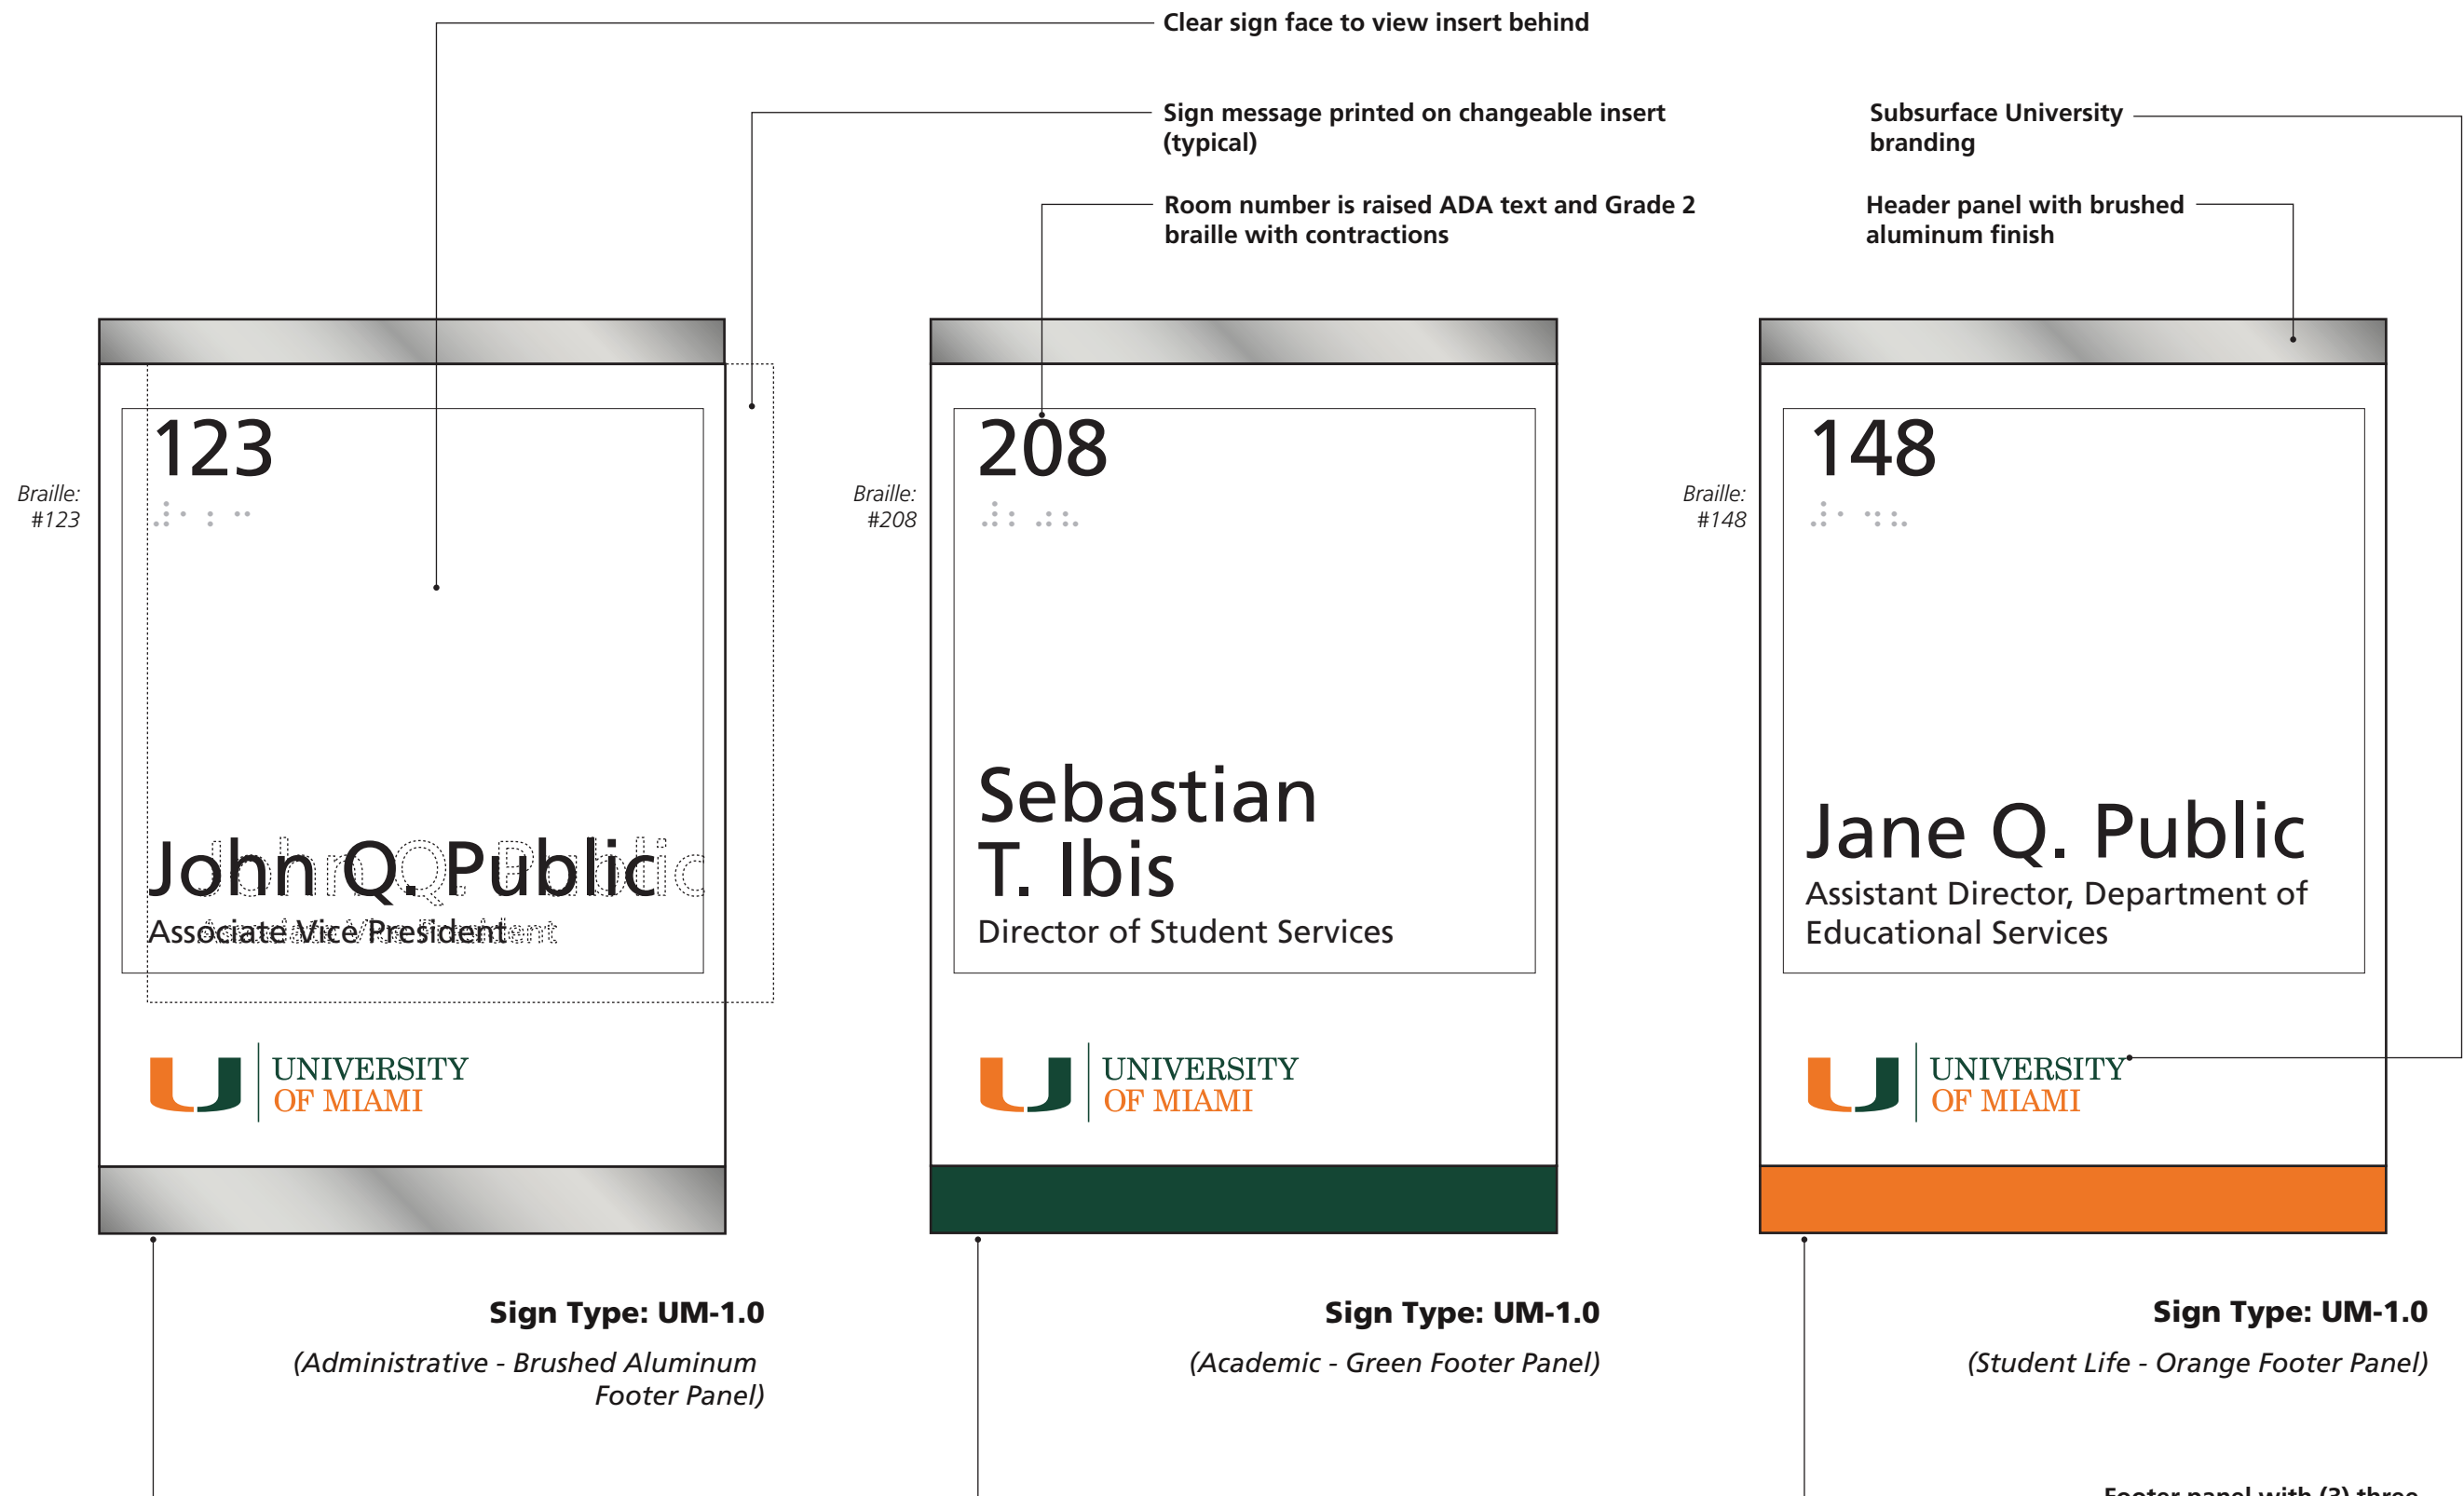 Clear sign face to view insert behind
Sign message printed on changeable insert
(typical)
Subsurface University
branding
Room number is raised ADA text and Grade 2
braille with contractions
Header panel with brushed
aluminum finish
Braille:
#123
123
John Q. Public
Associate Vice President
UNIVERSITY
OF MIAMI
Braille:
#208
208
Sebastian
T. Ibis
Director of Student Services
UNIVERSITY
OF MIAMI
Braille:
#148
148
Jane Q. Public
Assistant Director, Department of
Educational Services
UNIVERSITY
OF MIAMI
Sign Type: UM-1.0
(Administrative - Brushed Aluminum
Footer Panel)
Sign Type: UM-1.0
(Academic - Green Footer Panel)
Sign Type: UM-1.0
(Student Life - Orange Footer Panel)
Footer panel with (3) three